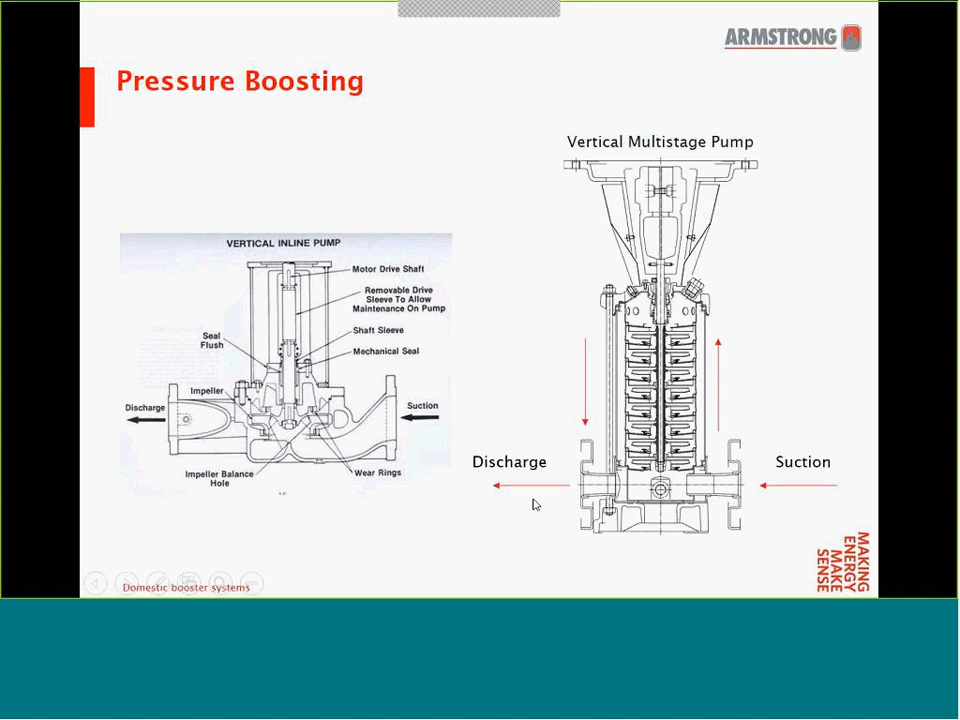 ARMSTRONG
Pressure Boosting
Vertical Multistage Pump
VERTICAL INLINE PUMP
Motor Drive Shaft
Removable Drive
Sleeve To Allow
Maintenance On Pump
Shaft Sleeve
Seal
Flush
Mechanical Seal
Impeller
Discharge
Suction
Impeller Balance
Hole
Wear Rings
Discharge
Suction
MAKING
ENERGY
MAKE
SENSE
Domestic booster systems